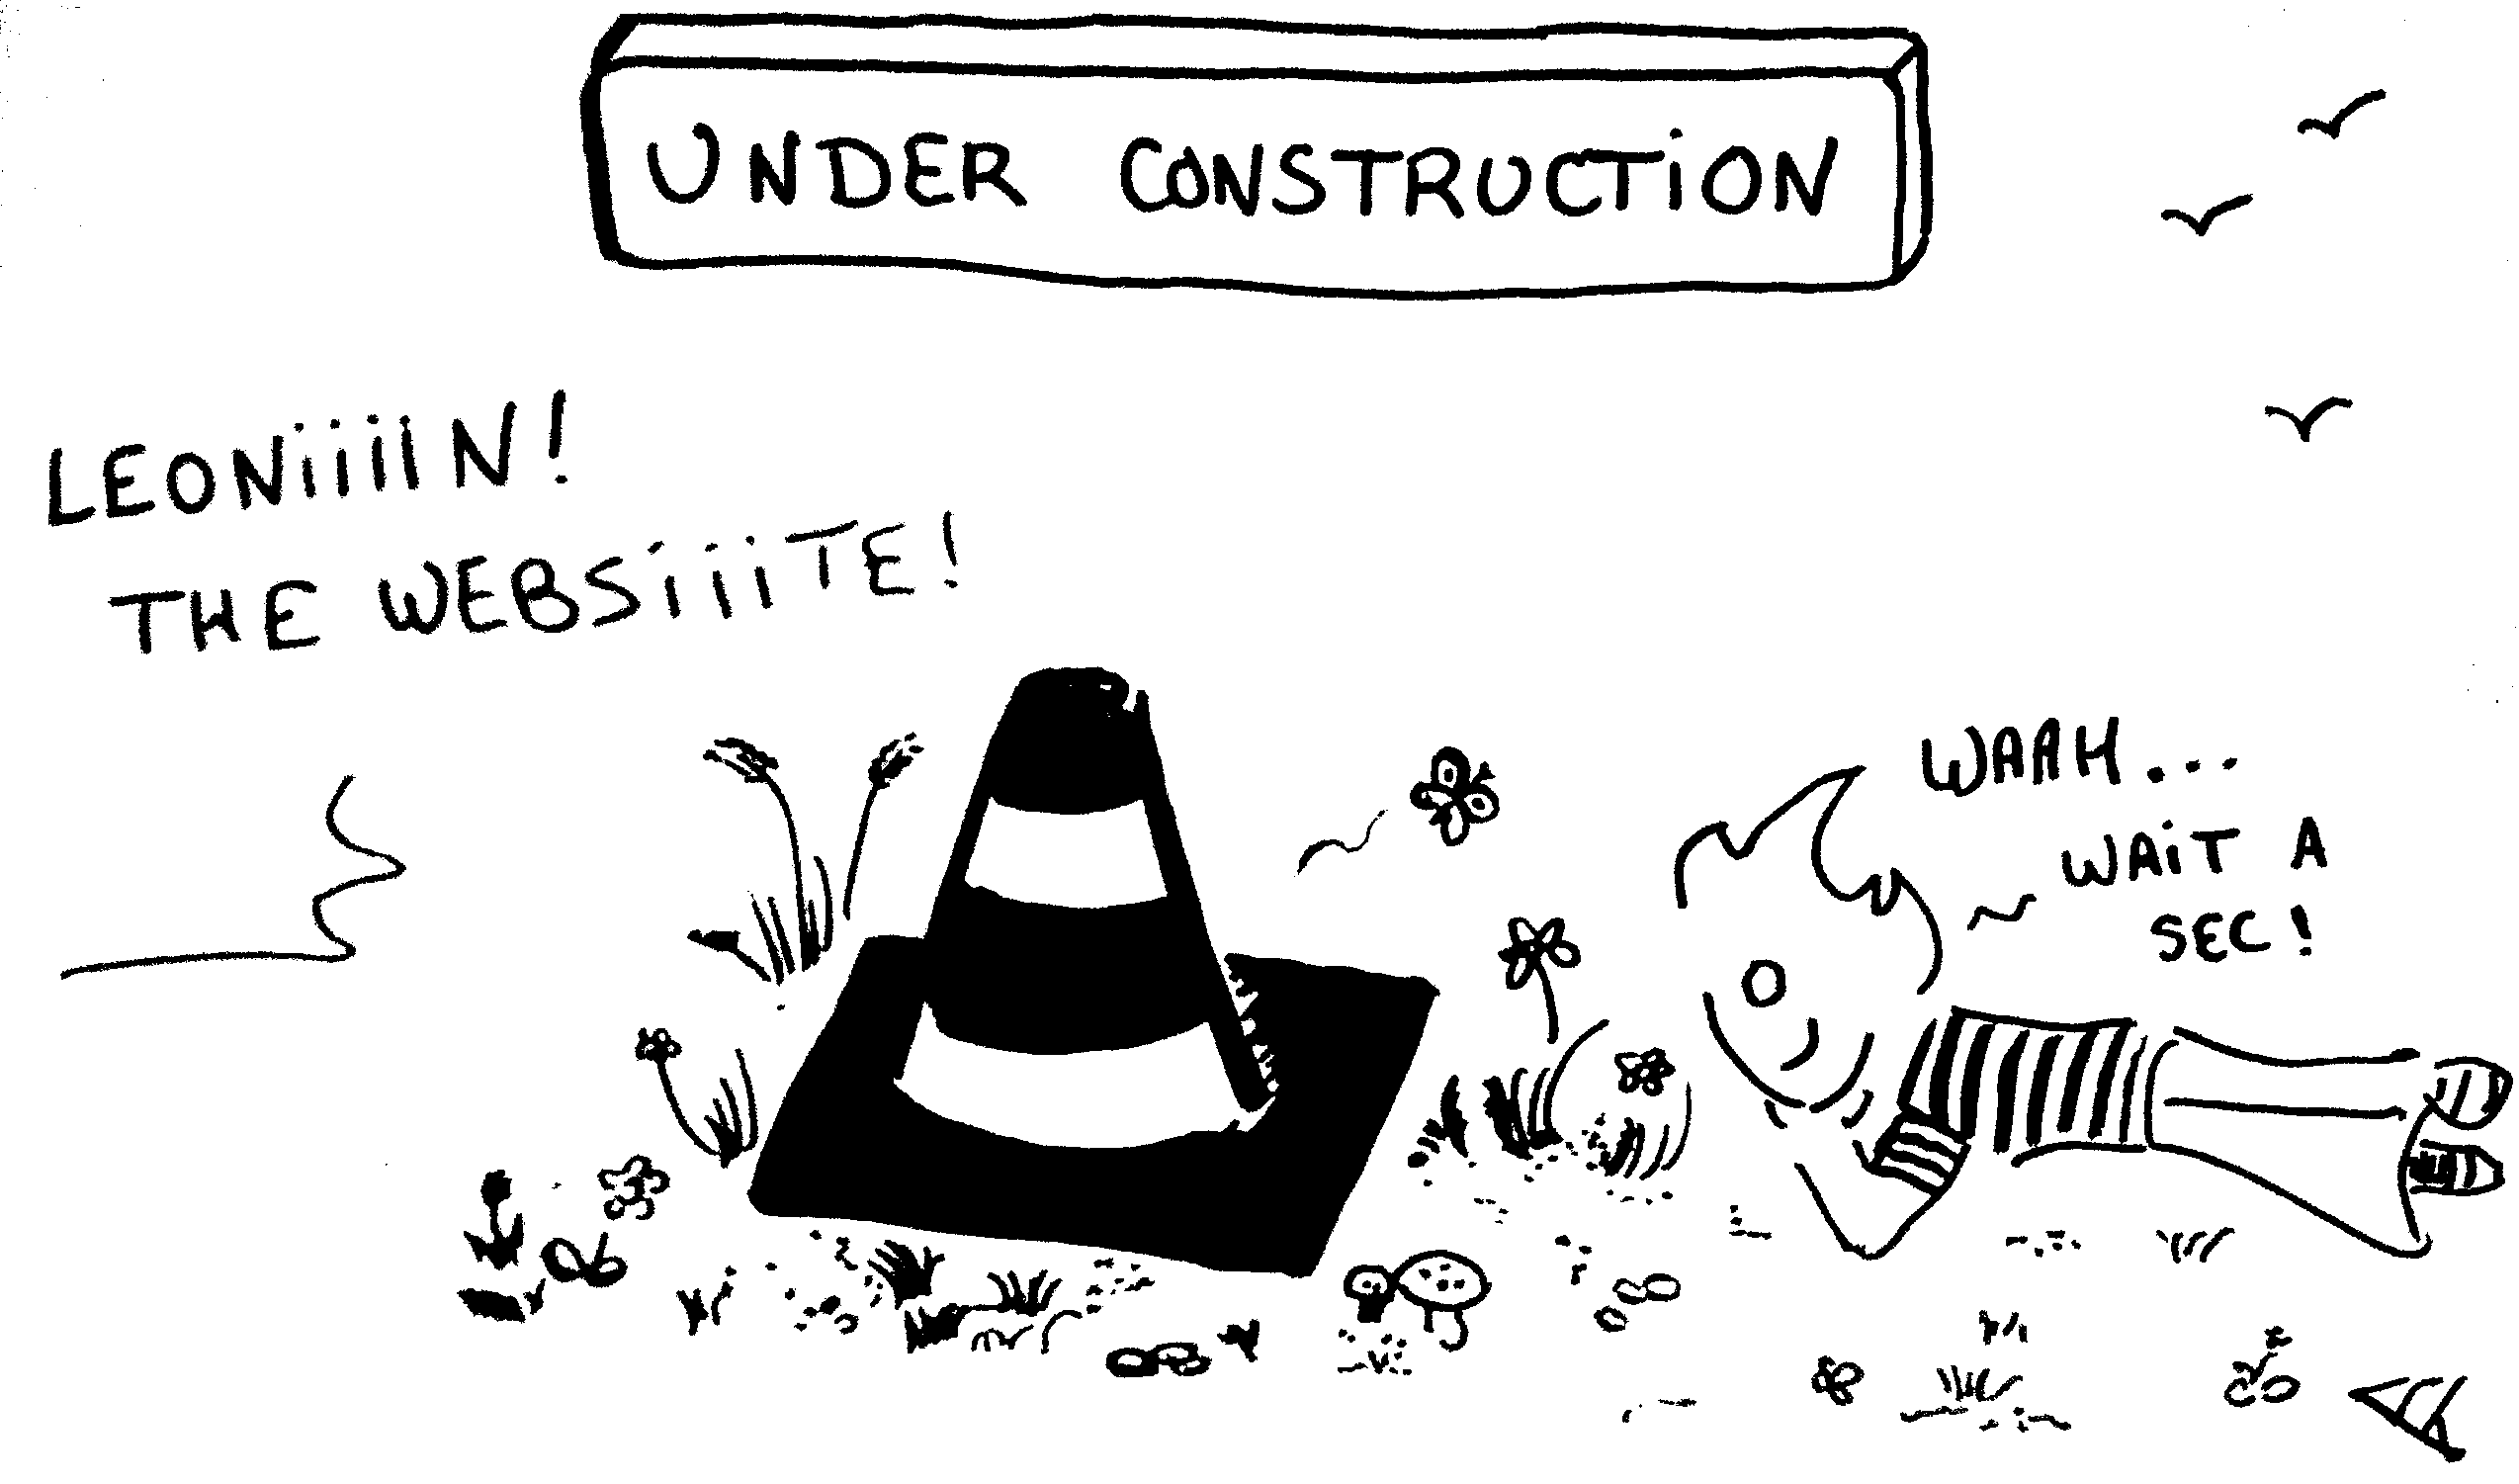 UNDER CONSTRUCTION
LEONiiiiN!
THE WEBSiiiTE!
WAAH...
WAiT A
SEC!